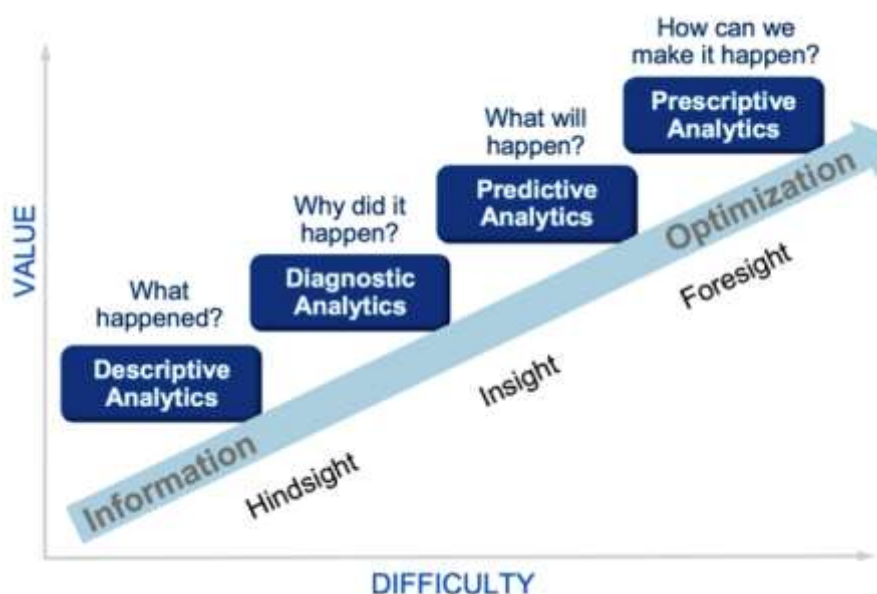 How can we
make it happen?
Prescriptive
Analytics
What will
happen?
Predictive
Analytics
Why did it
happen?
Diagnostic
Analytics
What
happened?
Descriptive
Analytics
VALUE
Information
Optimization
Hindsight
Insight
Foresight
DIFFICULTY